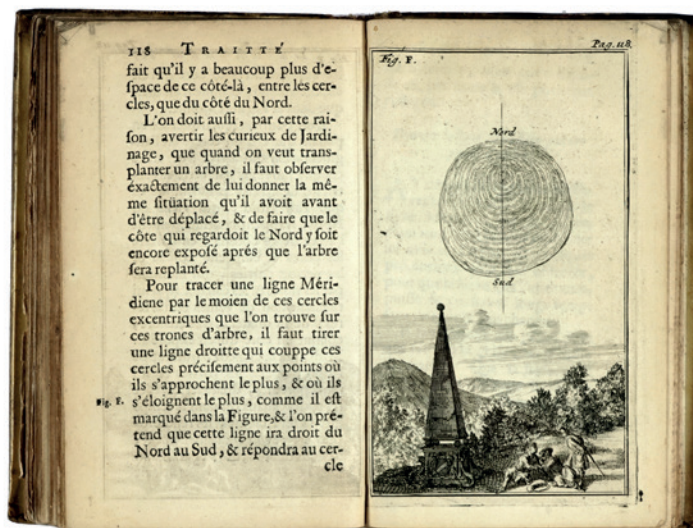 118 TRAITTÉ
fait qu'il y a beaucoup plus d'e-
ſpace de ce côté-là, entre les cer-
cles, que du côté du Nord.
L'on doit auſſi, par cette rai-
ſon, avertir les curieux de Jardi-
nage, que quand on veut tranſ-
planter un arbre, il faut obſerver
éxactement de lui donner la mê-
me ſitüation qu'il avoit avant
d'être déplacé, & de faire que le
côte qui regardoit le Nord y ſoit
encore expoſé aprés que l'arbre
ſera replanté.
Pour tracer une ligne Méri-
diene par le moien de ces cercles
excentriques que l'on trouve ſur
ces trones d'arbre, il faut tirer
une ligne droitte qui couppe ces
cercles préciſement aux points où
ils s'approchent le plus, & où ils
Fig. F. s'éloignent le plus, comme il eſt
marqué dans la Figure, & l'on pré-
tend que cette ligne ira droit du
Nord au Sud, & répondra au cer-
cle
Pag. 118.
Fig. F.
Nord
Sud